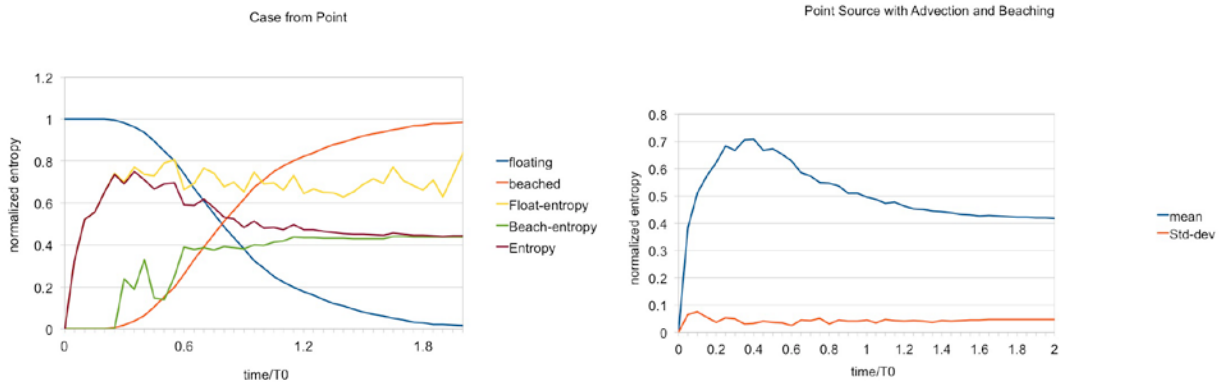 Case from Point
normalized entropy
1.2
1
0.8
0.6
0.4
0.2
0
0
0.6
1.2
1.8
time/T0
floating
beached
Float-entropy
Beach-entropy
Entropy
Point Source with Advection and Beaching
normalized entropy
0.8
0.7
0.6
0.5
0.4
0.3
0.2
0.1
0
0
0.2
0.4
0.6
0.8
1
1.2
1.4
1.6
1.8
2
time/T0
mean
Std-dev